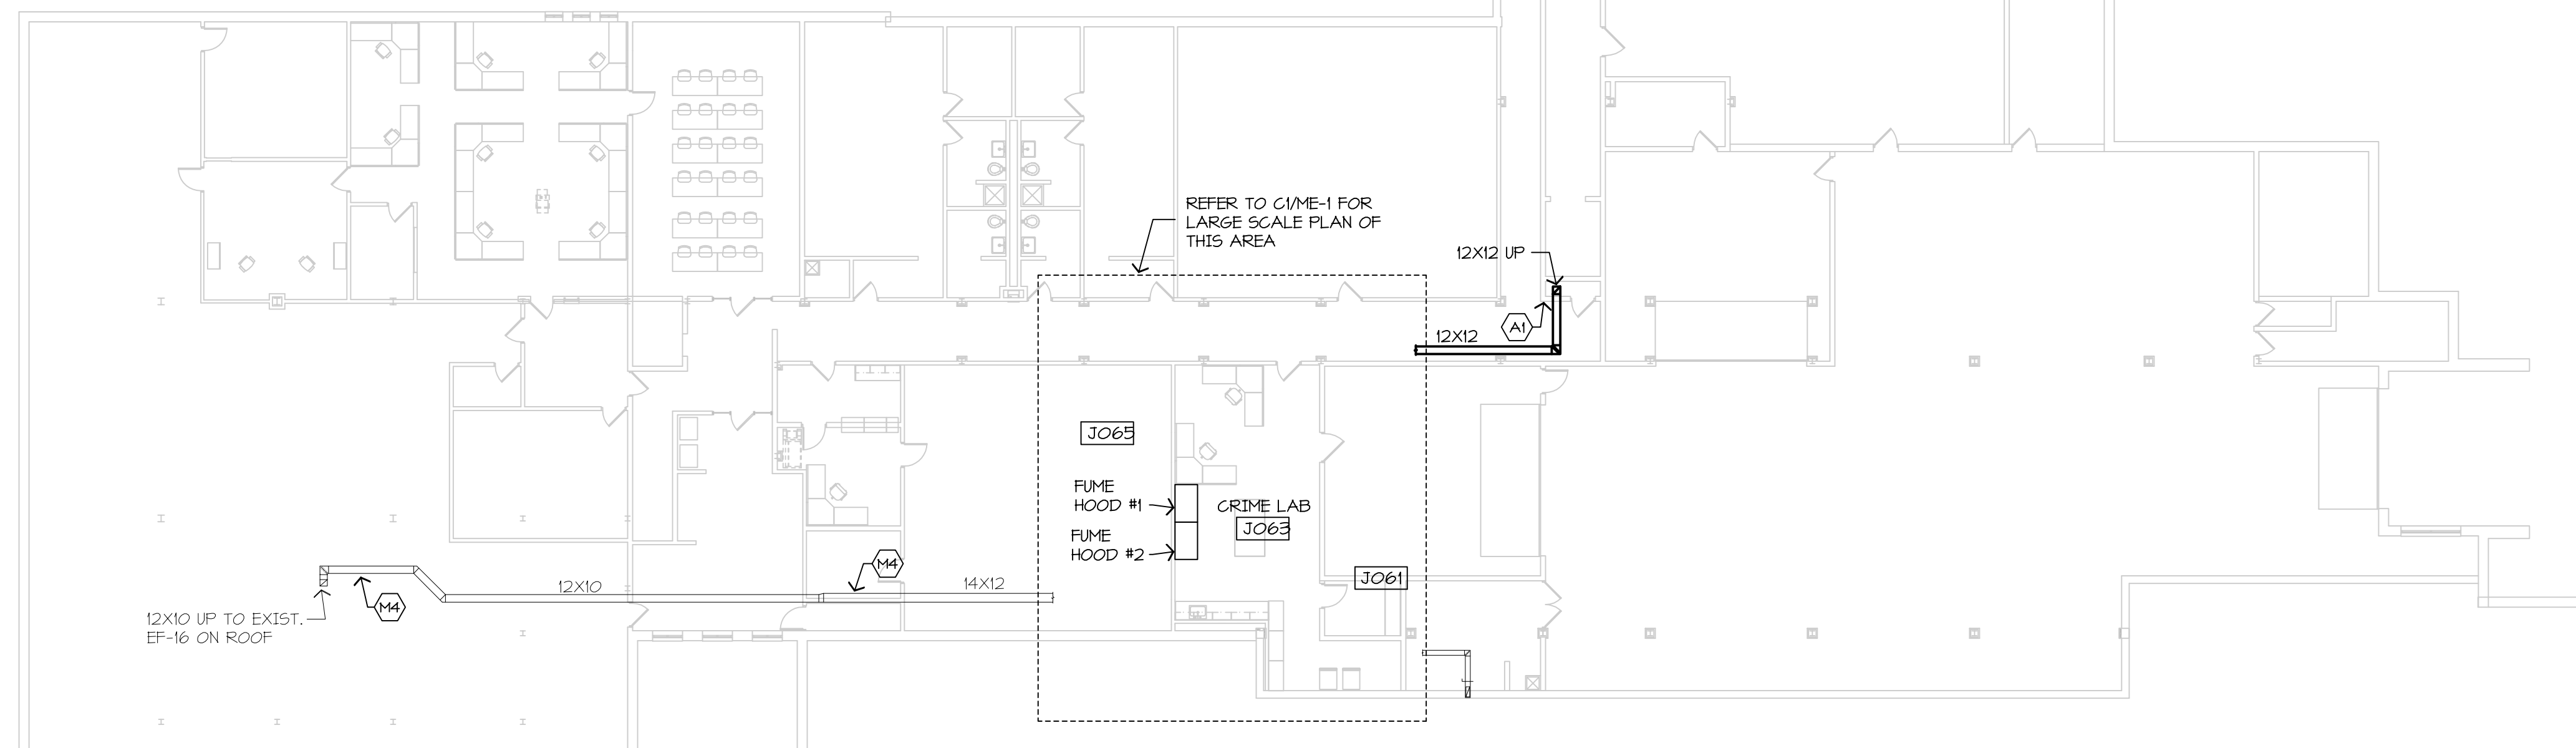 REFER TO C1/ME-1 FOR
LARGE SCALE PLAN OF
THIS AREA
12X12 UP
A1
12X12
J065
FUME
HOOD #1
CRIME LAB
J063
FUME
HOOD #2
M4
14X12
J061
12X10
M4
12X10 UP TO EXIST.
EF-16 ON ROOF